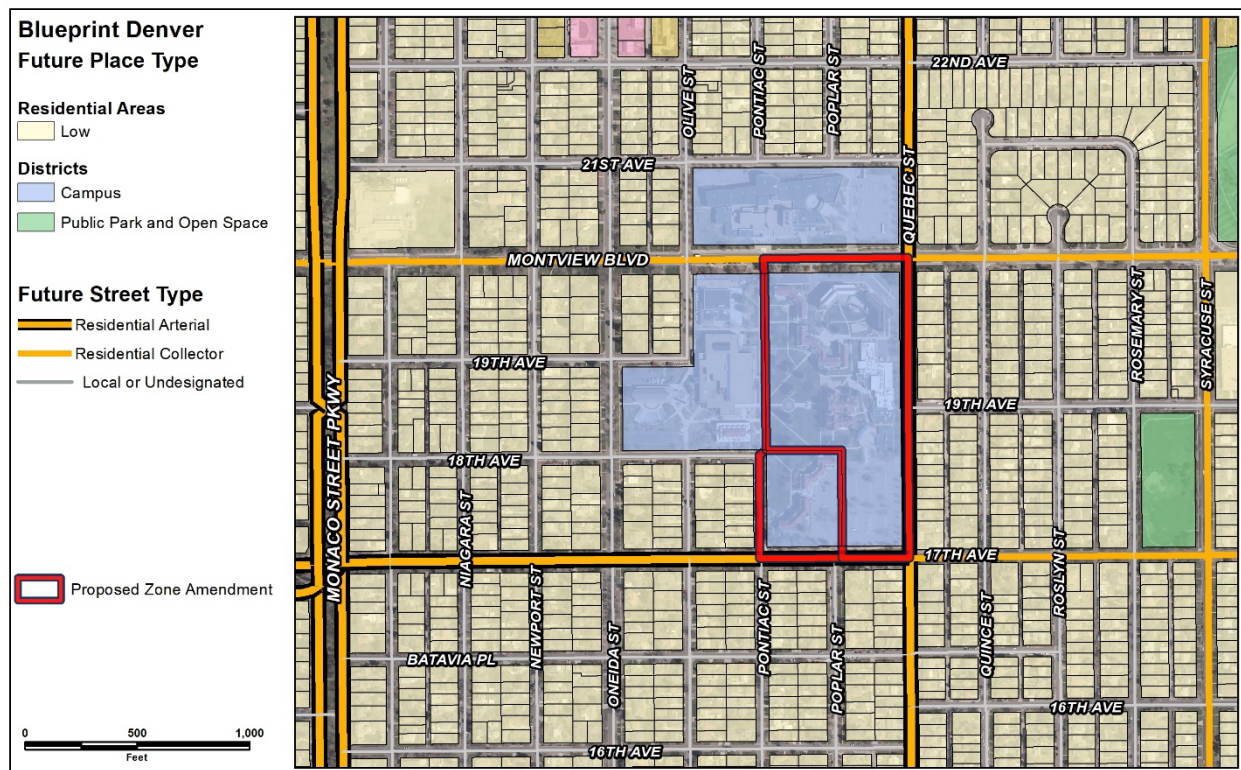 Blueprint Denver
Future Place Type
Residential Areas
Low
Districts
Campus
Public Park and Open Space
Future Street Type
Residential Arterial
Residential Collector
Local or Undesignated
Proposed Zone Amendment
0 500 1,000
Feet
22ND AVE
OLIVE ST
PONTIAC ST
POPLAR ST
QUEBEC ST
21ST AVE
MONTVIEW BLVD
ROSEMARY ST
SYRACUSE ST
19TH AVE
19TH AVE
MONACO STREET PKWY
18TH AVE
NIAGARA ST
17TH AVE
NEWPORT ST
ONEIDA ST
PONTIAC ST
POPLAR ST
QUINCE ST
ROSLYN ST
BATAVIA PL
16TH AVE
16TH AVE